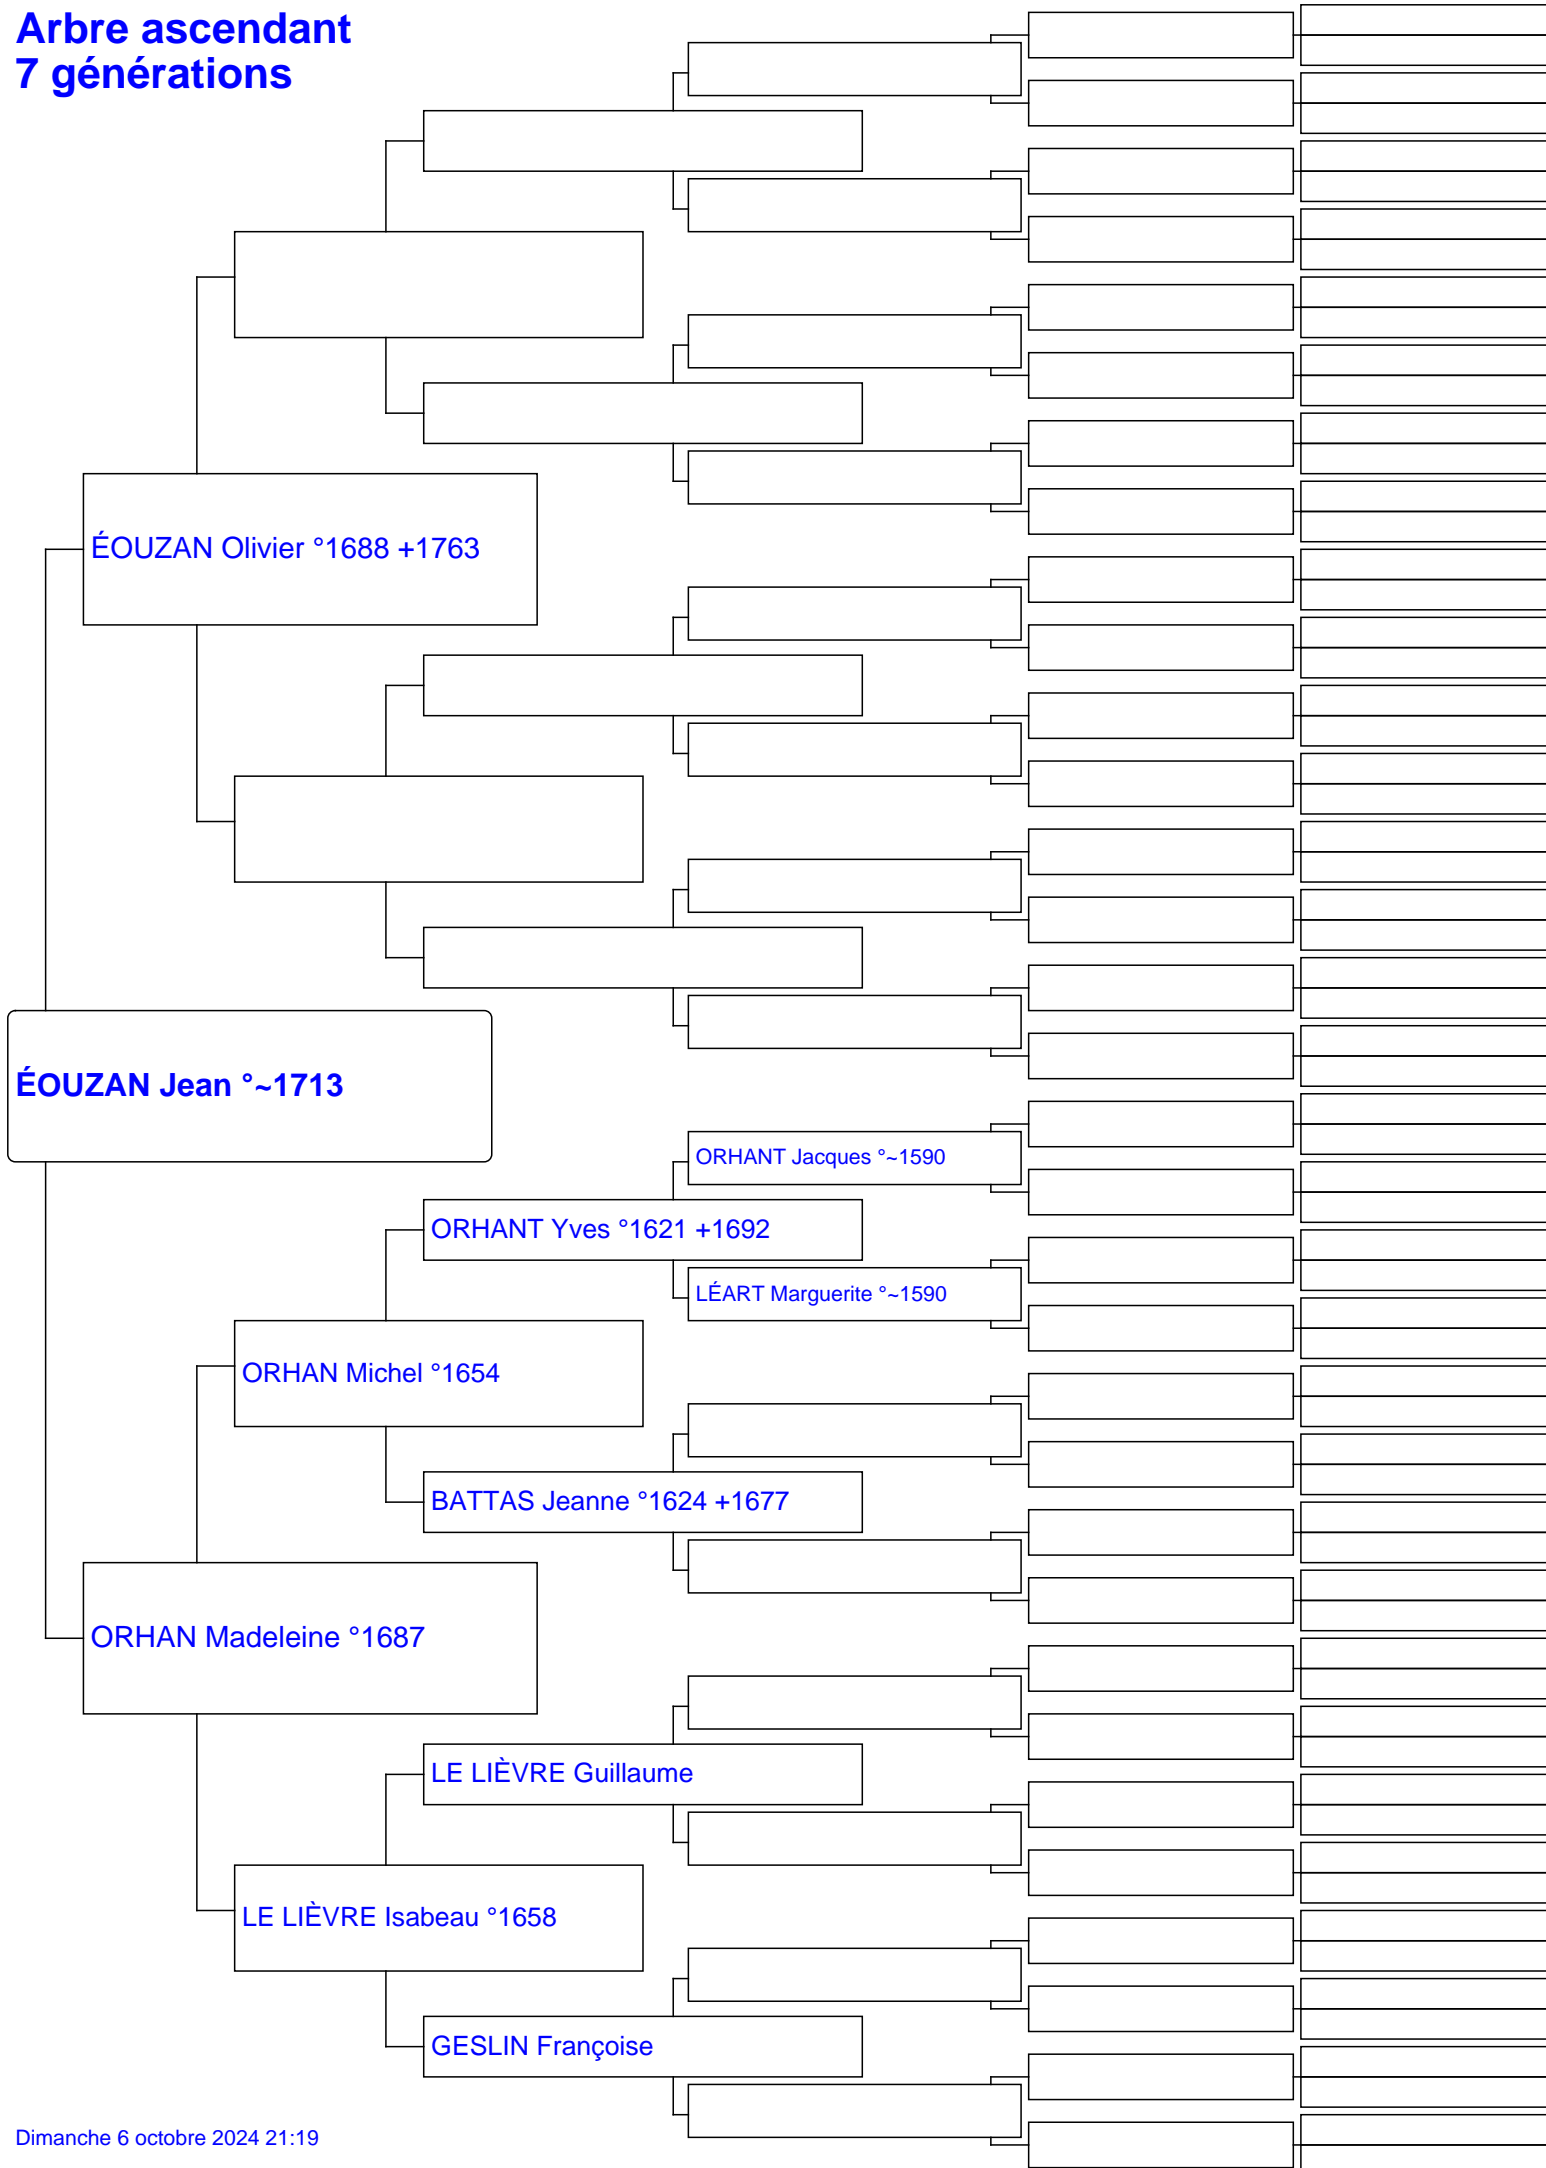 Arbre ascendant
7 générations
ÉOUZAN Olivier °1688 +1763
ÉOUZAN Jean °~1713
ORHANT Jacques °~1590
ORHANT Yves °1621 +1692
LÉART Marguerite °~1590
ORHAN Michel °1654
BATTAS Jeanne °1624 +1677
ORHAN Madeleine °1687
LE LIÈVRE Guillaume
LE LIÈVRE Isabeau °1658
GESLIN Françoise
Dimanche 6 octobre 2024 21:19